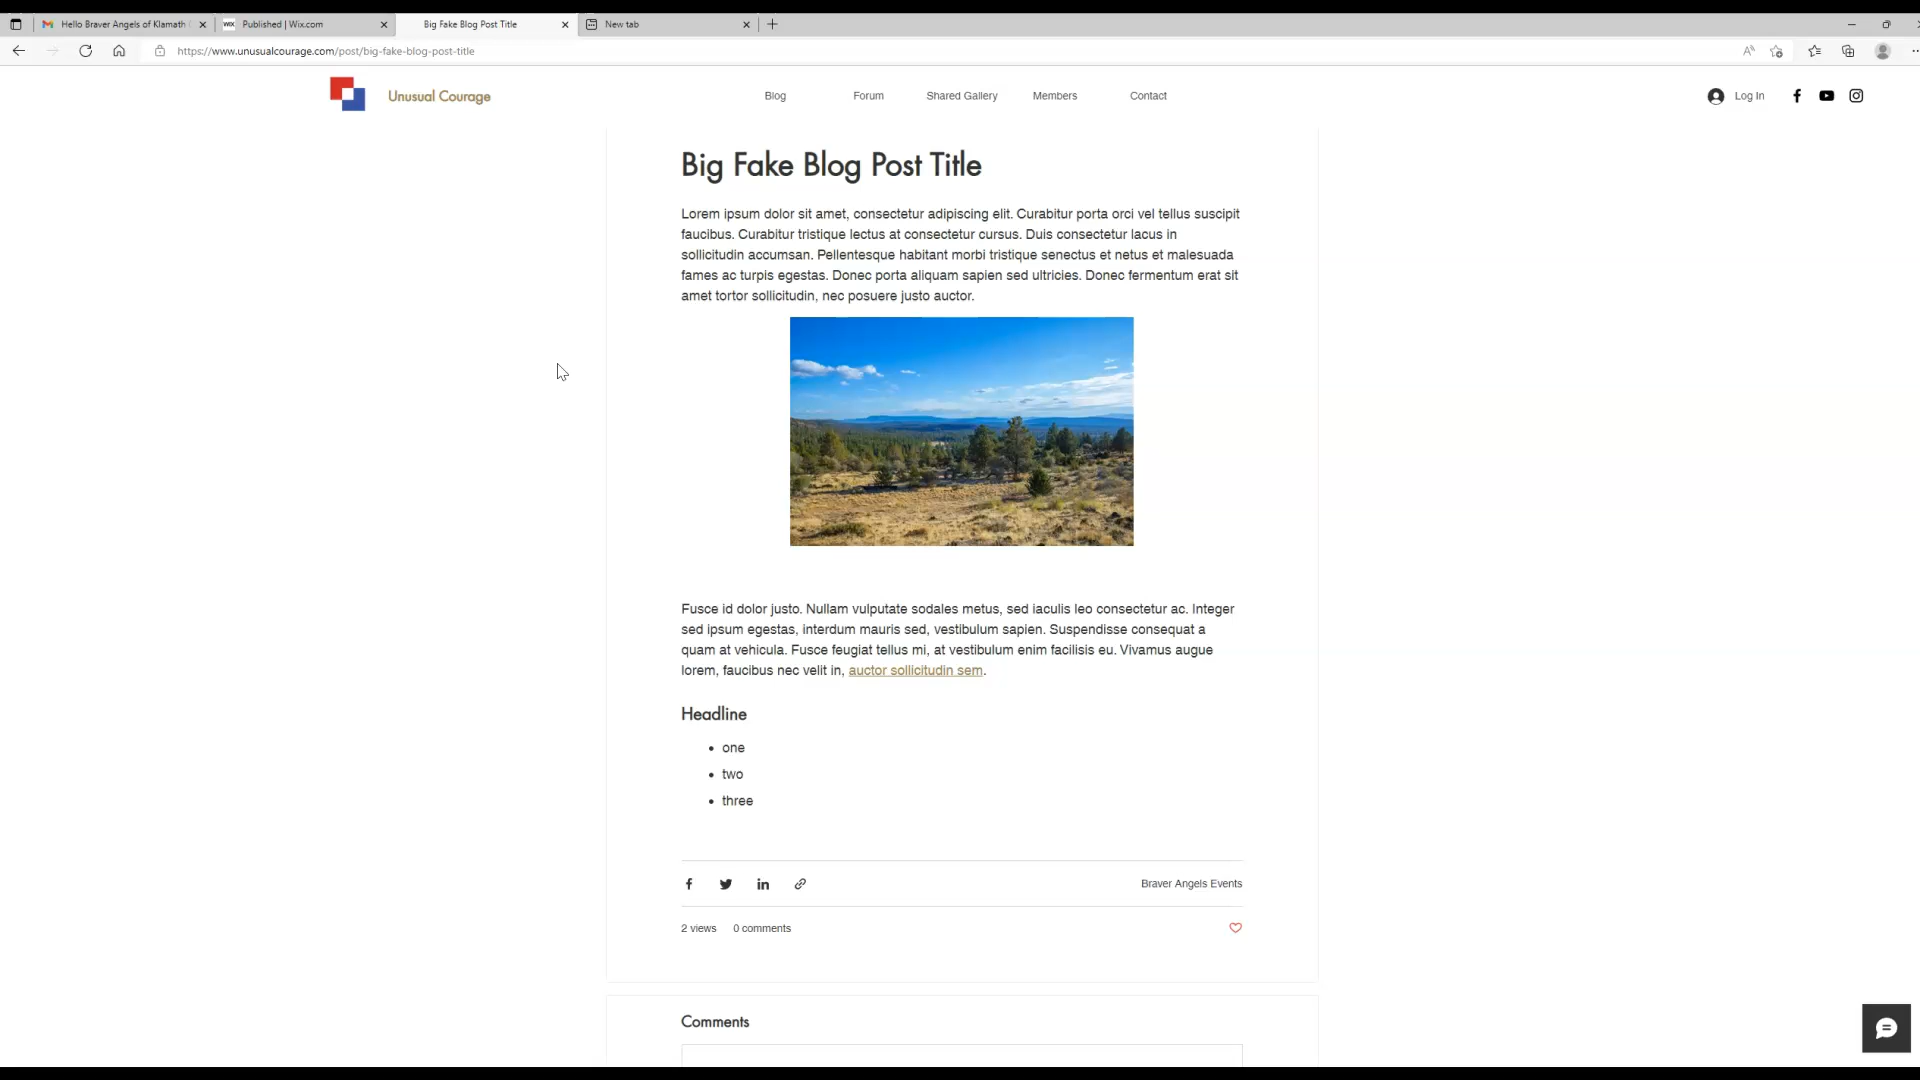 Hello Braver Angels of Klamath
Published | Wix.com
Big Fake Blog Post Title
New tab
https://www.unusualcourage.com/post/big-fake-blog-post-title
Unusual Courage
Blog
Forum
Shared Gallery
Members
Contact
Log In
Big Fake Blog Post Title
Lorem ipsum dolor sit amet, consectetur adipiscing elit. Curabitur porta orci vel tellus suscipit
faucibus. Curabitur tristique lectus at consectetur cursus. Duis consectetur lacus in
sollicitudin accumsan. Pellentesque habitant morbi tristique senectus et netus et malesuada
fames ac turpis egestas. Donec porta aliquam sapien sed ultricies. Donec fermentum erat sit
amet tortor sollicitudin, nec posuere justo auctor.
Fusce id dolor justo. Nullam vulputate sodales metus, sed iaculis leo consectetur ac. Integer
sed ipsum egestas, interdum mauris sed, vestibulum sapien. Suspendisse consequat a
quam at vehicula. Fusce feugiat tellus mi, at vestibulum enim facilisis eu. Vivamus augue
lorem, faucibus nec velit in, auctor sollicitudin sem.
Headline
• one
• two
• three
Braver Angels Events
2 views
0 comments
Comments